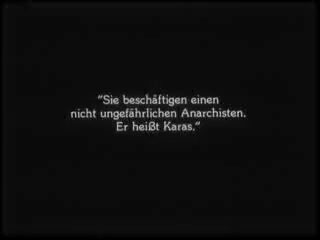 "Sie beschäftigen einen
nicht ungefährlichen Anarchisten.
Er heißt Karas."